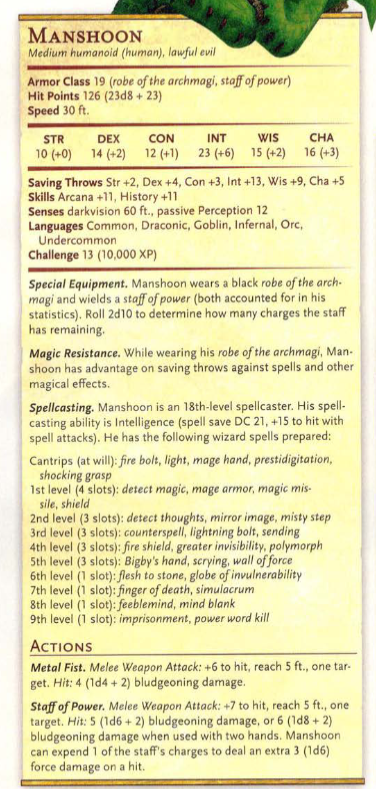 MANSHOON
Medium humanoid (human), lawful evil
Armor Class 19 (robe of the archmagi, staff of power)
Hit Points 126 (23d8 + 23)
Speed 30 ft.
STR DEX CON INT WIS CHA
10 (+0) 14 (+2) 12 (+1) 23 (+6) 15 (+2) 16 (+3)
Saving Throws Str +2, Dex +4, Con +3, Int +13, Wis +9, Cha +5
Skills Arcana +11, History +11
Senses darkvision 60 ft., passive Perception 12
Languages Common, Draconic, Goblin, Infernal, Orc,
Undercommon
Challenge 13 (10,000 XP)
Special Equipment. Manshoon wears a black robe of the arch-
magi and wields a staff of power (both accounted for in his
statistics). Roll 2d10 to determine how many charges the staff
has remaining.
Magic Resistance. While wearing his robe of the archmagi, Man-
shoon has advantage on saving throws against spells and other
magical effects.
Spellcasting. Manshoon is an 18th-level spellcaster. His spell-
casting ability is Intelligence (spell save DC 21, +15 to hit with
spell attacks). He has the following wizard spells prepared:
Cantrips (at will): fire bolt, light, mage hand, prestidigitation,
shocking grasp
1st level (4 slots): detect magic, mage armor, magic mis-
sile, shield
2nd level (3 slots): detect thoughts, mirror image, misty step
3rd level (3 slots): counterspell, lightning bolt, sending
4th level (3 slots): fire shield, greater invisibility, polymorph
5th level (3 slots): Bigby's hand, scrying, wall of force
6th level (1 slot): flesh to stone, globe of invulnerability
7th level (1 slot): finger of death, simulacrum
8th level (1 slot): feeblemind, mind blank
9th level (1 slot): imprisonment, power word kill
ACTIONS
Metal Fist. Melee Weapon Attack: +6 to hit, reach 5 ft., one tar-
get. Hit: 4 (1d4 + 2) bludgeoning damage.
Staff of Power. Melee Weapon Attack: +7 to hit, reach 5 ft., one
target. Hit: 5 (1d6 + 2) bludgeoning damage, or 6 (1d8 + 2)
bludgeoning damage when used with two hands. Manshoon
can expend 1 of the staff's charges to deal an extra 3 (1d6)
force damage on a hit.